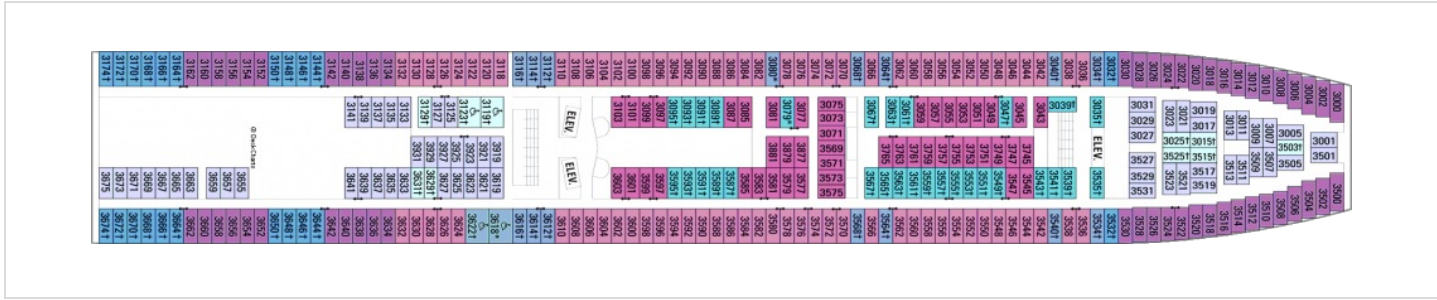 3174† 3172† 3170† 3168† 3166† 3164† 3162 3160 3158 3156 3154 3152 3150† 3148† 3146† 3144† 3142 3140 3138 3136 3134 3132 3130 3128 3126 3124 3122 3120 3118 3116† 3114† 3112† 3110 3108 3106 3104 3102 3100 3098 3096 3094 3092 3090 3088 3086 3084 3082 3080* 3078 3076 3074 3072 3070 3068† 3066 3064† 3062 3060 3058 3056 3054 3052 3050 3048 3046 3044 3042 3040† 3038 3036 3034† 3032† 3030 3028 3026 3024 3022 3020 3018 3016 3014 3012 3010 3008 3006 3004 3002 3000
3141 3139 3137 3135 3133 3129† 3127 3125 3123† 3119† ELEV. 3103 3101 3099 3097 3095† 3093† 3091† 3089† 3087 3085 3081 3079* 3077 3075 3067† 3063† 3061† 3059 3057 3055 3053 3051 3049 3047† 3045 3043 3039† 3035† 3031 3023 3021 3019 3013 3011 3009 3007 3005 3001
3073 3029 3017
3071 3027 3025† 3015† 3503†
© Deck Charts 3931 3929 3927 3925 3923 3921 3919 3881 3879 3877 3569 3765 3763 3761 3759 3757 3755 3753 3751 3749 3747 3745 ELEV. 3527 3525† 3515† 3513 3511 3509 3507 3505 3501
3571 3529 3523 3521 3517
3675 3673 3671 3669 3667 3665 3663 3659 3657 3655 3641 3639 3637 3635 3633 3631† 3629† 3627 3625 3623 3621 3619 ELEV. 3603 3601 3599 3597 3595† 3593† 3591† 3589† 3587† 3585 3583 3581 3579 3577 3573 3567† 3565† 3563† 3561† 3559† 3557† 3555† 3553† 3551† 3549† 3547 3545 3543† 3541† 3539† 3535† 3531 3519
3575
3674† 3672† 3670† 3668† 3666† 3664† 3662 3660 3658 3656 3654 3652 3650† 3648† 3646† 3644† 3642 3640 3638 3636 3634 3632 3630 3628 3626 3624 3622† 3618* 3616† 3614† 3612† 3610 3608 3606 3604 3602 3600 3598 3596 3594 3592 3590 3588 3586 3584 3582 3580 3578 3576 3574 3572 3570 3568† 3566 3564† 3562 3560 3558 3556 3554 3552 3550 3548 3546 3544 3542 3540† 3538 3536 3534† 3532† 3530 3528 3526 3524 3522 3520 3518 3516 3514 3512 3510 3508 3506 3504 3502 3500